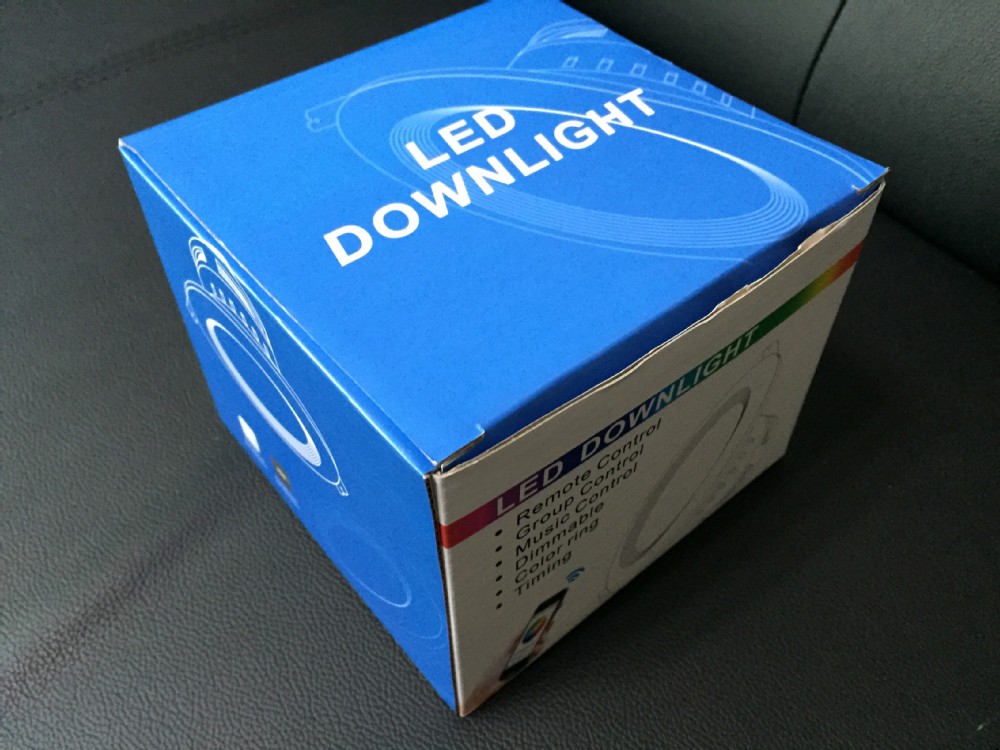 LED
DOWNLIGHT
LED DOWNLIGHT
• Remote Control
• Group Control
• Music Control
• Dimmable
• Color ring
• Timing